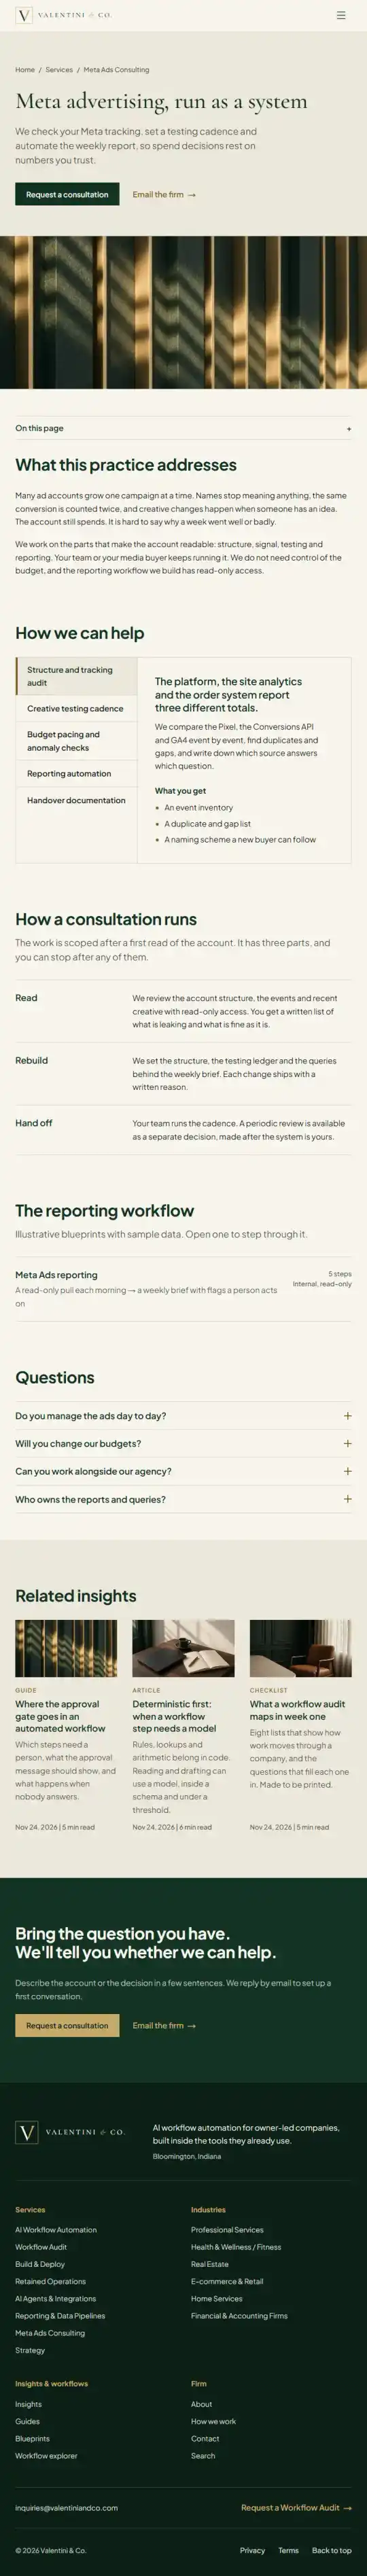 V VALENTINI & CO.
Home / Services / Meta Ads Consulting
Meta advertising, run as a system
We check your Meta tracking, set a testing cadence and
automate the weekly report, so spend decisions rest on
numbers you trust.
Request a consultation
Email the firm →
On this page +
What this practice addresses
Many ad accounts grow one campaign at a time. Names stop meaning anything, the same
conversion is counted twice, and creative changes happen when someone has an idea.
The account still spends. It is hard to say why a week went well or badly.
We work on the parts that make the account readable: structure, signal, testing and
reporting. Your team or your media buyer keeps running it. We do not need control of the
budget, and the reporting workflow we build has read-only access.
How we can help
Structure and tracking
audit
Creative testing cadence
Budget pacing and
anomaly checks
Reporting automation
Handover documentation
The platform, the site analytics
and the order system report
three different totals.
We compare the Pixel, the Conversions API
and GA4 event by event, find duplicates and
gaps, and write down which source answers
which question.
What you get
• An event inventory
• A duplicate and gap list
• A naming scheme a new buyer can follow
How a consultation runs
The work is scoped after a first read of the account. It has three parts, and
you can stop after any of them.
Read
We review the account structure, the events and recent
creative with read-only access. You get a written list of
what is leaking and what is fine as it is.
Rebuild
We set the structure, the testing ledger and the queries
behind the weekly brief. Each change ships with a
written reason.
Hand off
Your team runs the cadence. A periodic review is available
as a separate decision, made after the system is yours.
The reporting workflow
Illustrative blueprints with sample data. Open one to step through it.
Meta Ads reporting
A read-only pull each morning → a weekly brief with flags a person acts
on
5 steps
Internal, read-only
Questions
Do you manage the ads day to day? +
Will you change our budgets? +
Can you work alongside our agency? +
Who owns the reports and queries? +
Related insights
GUIDE
Where the approval
gate goes in an
automated workflow
Which steps need a
person, what the approval
message should show, and
what happens when
nobody answers.
Nov 24, 2026 | 5 min read
ARTICLE
Deterministic first:
when a workflow
step needs a model
Rules, lookups and
arithmetic belong in code.
Reading and drafting can
use a model, inside a
schema and under a
threshold.
Nov 24, 2026 | 6 min read
CHECKLIST
What a workflow audit
maps in week one
Eight lists that show how
work moves through a
company, and the
questions that fill each one
in. Made to be printed.
Nov 24, 2026 | 5 min read
Bring the question you have.
We'll tell you whether we can help.
Describe the account or the decision in a few sentences. We reply by email to set up a
first conversation.
Request a consultation
Email the firm →
V VALENTINI & CO.
AI workflow automation for owner-led companies,
built inside the tools they already use.
Bloomington, Indiana
Services
AI Workflow Automation
Workflow Audit
Build & Deploy
Retained Operations
AI Agents & Integrations
Reporting & Data Pipelines
Meta Ads Consulting
Strategy
Industries
Professional Services
Health & Wellness / Fitness
Real Estate
E-commerce & Retail
Home Services
Financial & Accounting Firms
Insights & workflows
Insights
Guides
Blueprints
Workflow explorer
Firm
About
How we work
Contact
Search
inquiries@valentiniandco.com
Request a Workflow Audit →
© 2026 Valentini & Co.
Privacy Terms Back to top